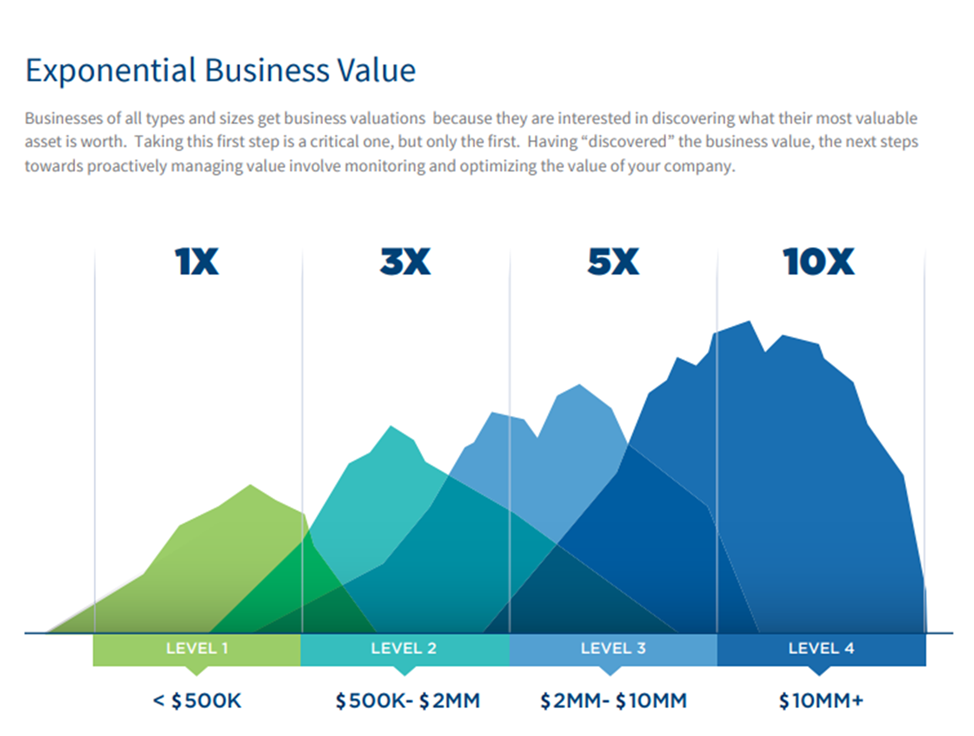 Exponential Business Value
Businesses of all types and sizes get business valuations because they are interested in discovering what their most valuable
asset is worth. Taking this first step is a critical one, but only the first. Having “discovered” the business value, the next steps
towards proactively managing value involve monitoring and optimizing the value of your company.
1X 3X 5X 10X
LEVEL 1 LEVEL 2 LEVEL 3 LEVEL 4
< $500K $500K- $2MM $2MM- $10MM $10MM+